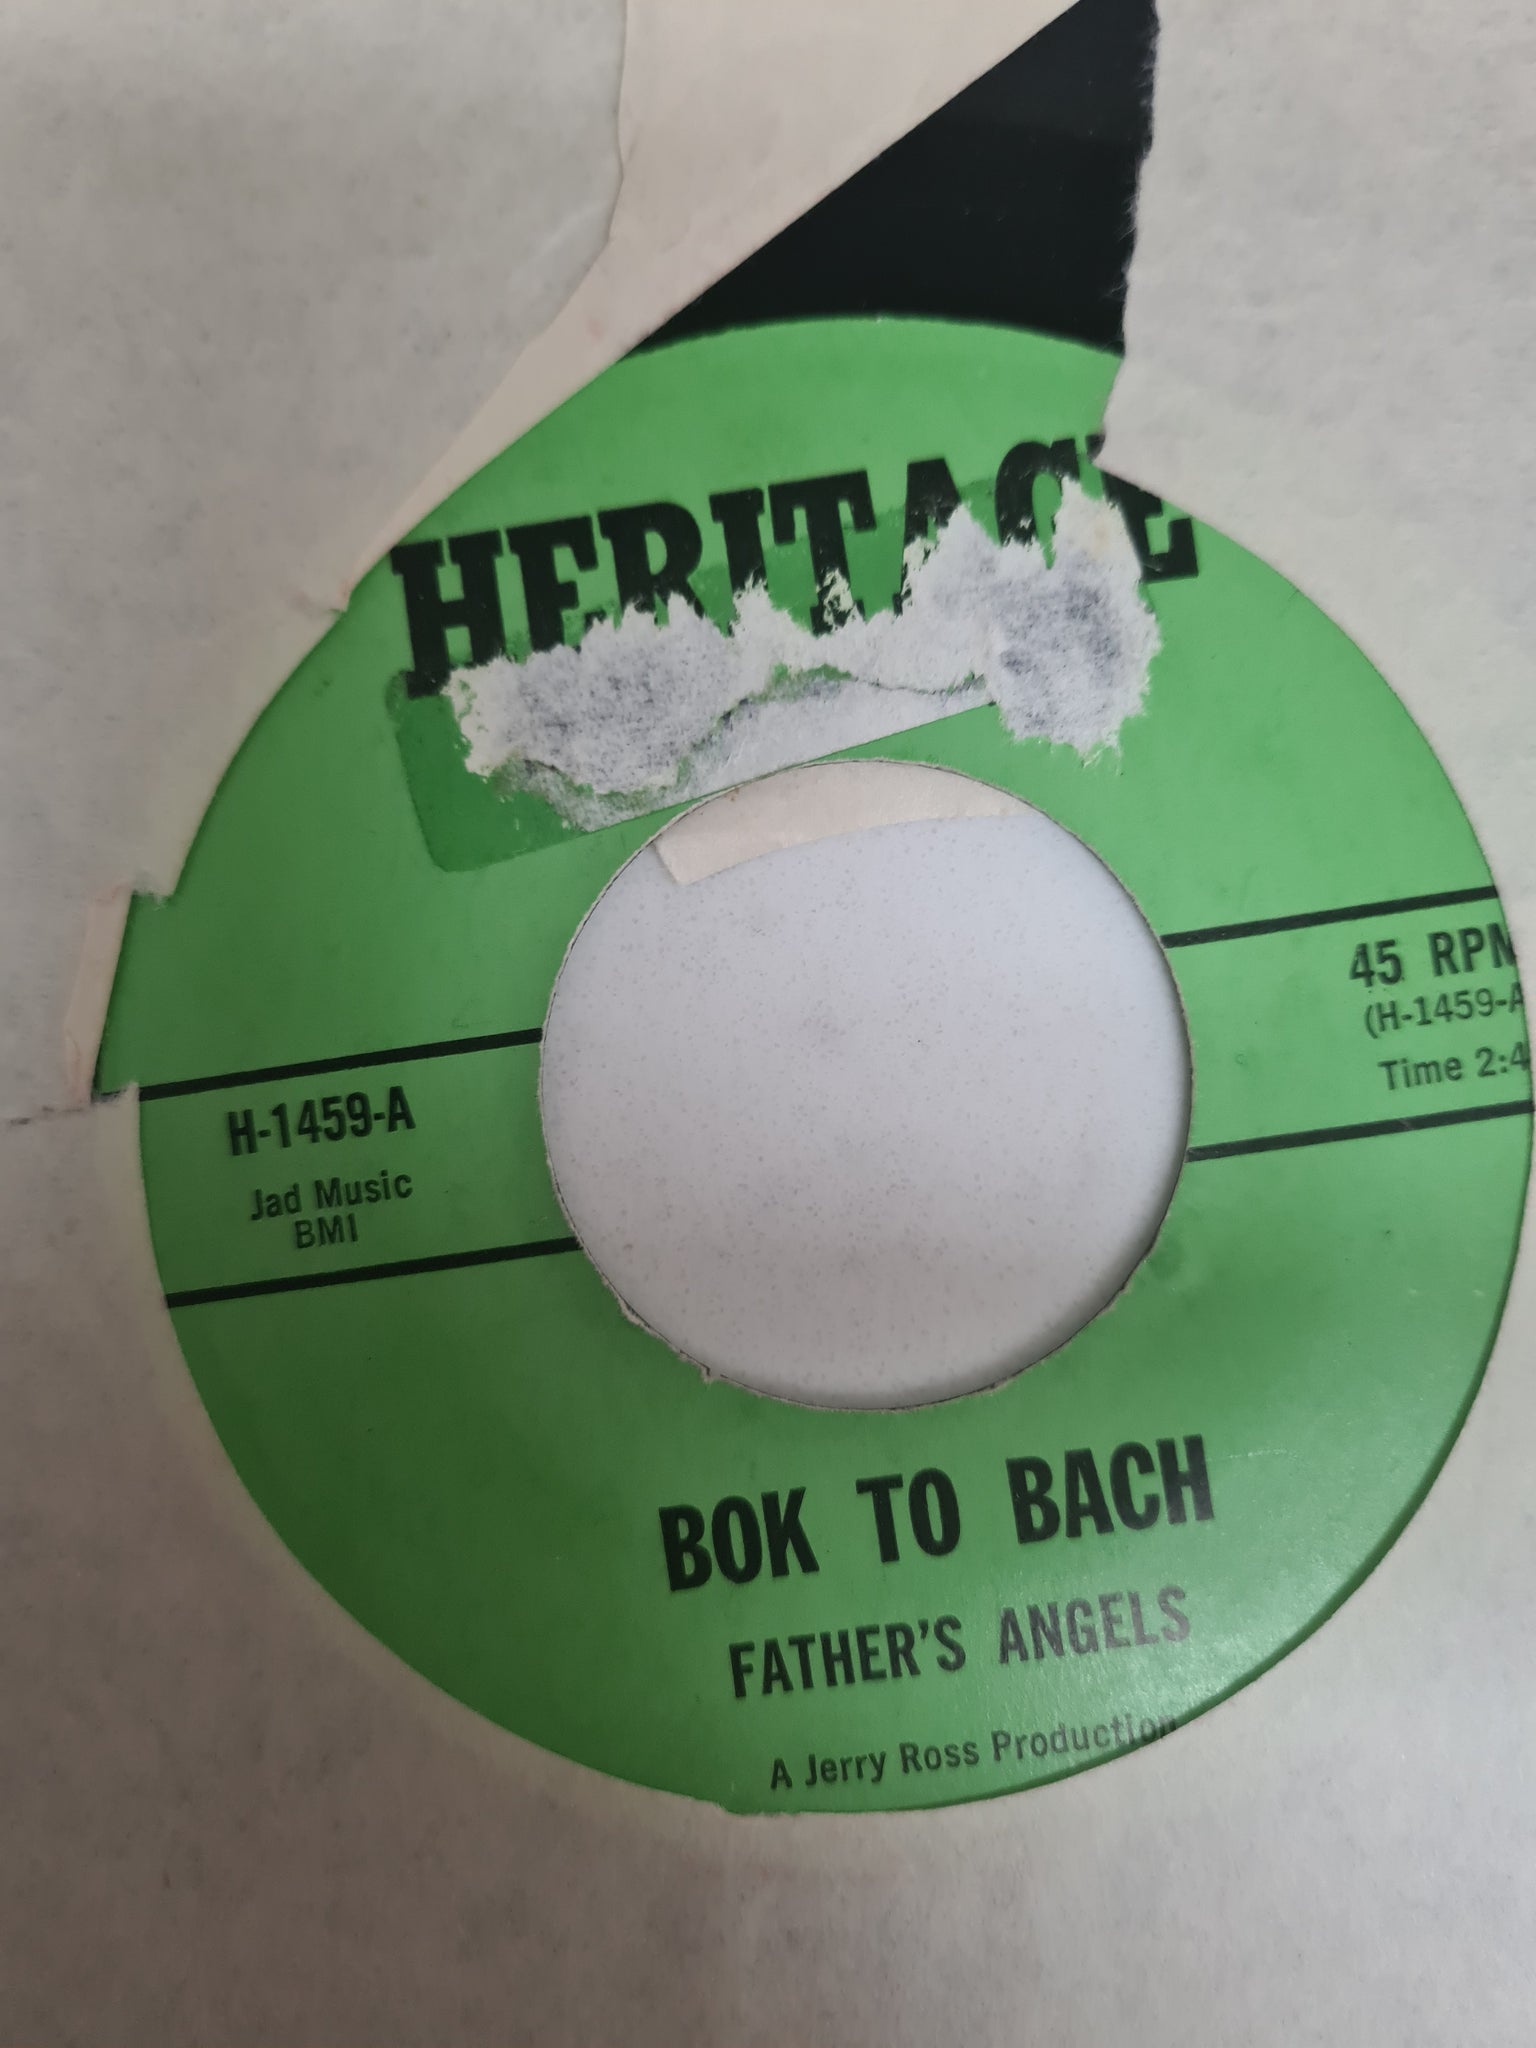 HERITAGE
45 RPM
(H-1459-A
Time 2:4
H-1459-A
Jad Music
BMI
BOK TO BACH
FATHER'S ANGELS
A Jerry Ross Production